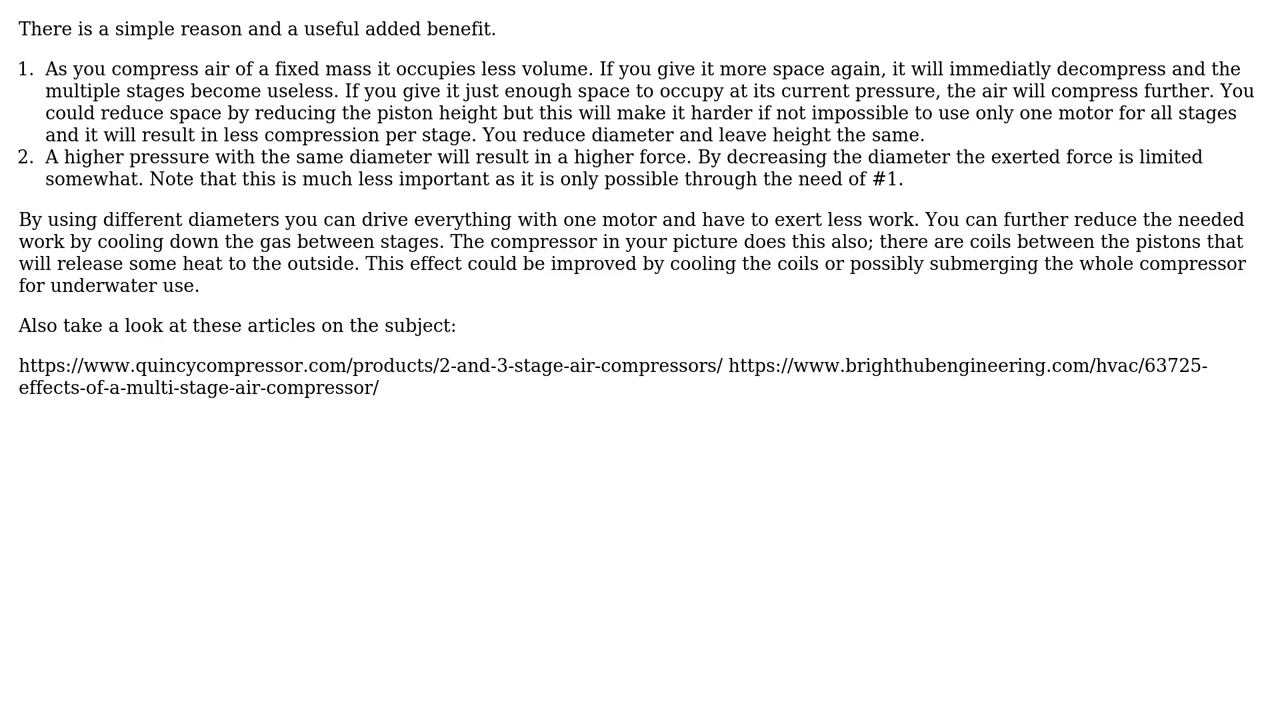 There is a simple reason and a useful added benefit.
1. As you compress air of a fixed mass it occupies less volume. If you give it more space again, it will immediatly decompress and the
multiple stages become useless. If you give it just enough space to occupy at its current pressure, the air will compress further. You
could reduce space by reducing the piston height but this will make it harder if not impossible to use only one motor for all stages
and it will result in less compression per stage. You reduce diameter and leave height the same.
2. A higher pressure with the same diameter will result in a higher force. By decreasing the diameter the exerted force is limited
somewhat. Note that this is much less important as it is only possible through the need of #1.
By using different diameters you can drive everything with one motor and have to exert less work. You can further reduce the needed
work by cooling down the gas between stages. The compressor in your picture does this also; there are coils between the pistons that
will release some heat to the outside. This effect could be improved by cooling the coils or possibly submerging the whole compressor
for underwater use.
Also take a look at these articles on the subject:
https://www.quincycompressor.com/products/2-and-3-stage-air-compressors/ https://www.brighthubengineering.com/hvac/63725-
effects-of-a-multi-stage-air-compressor/